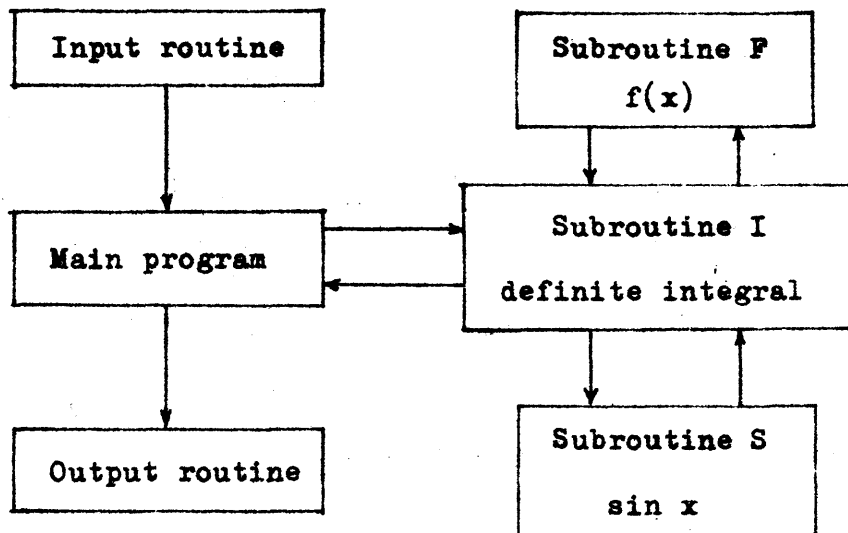 Input routine
Main program
Output routine
Subroutine F
f(x)
Subroutine I
definite integral
Subroutine S
sin x